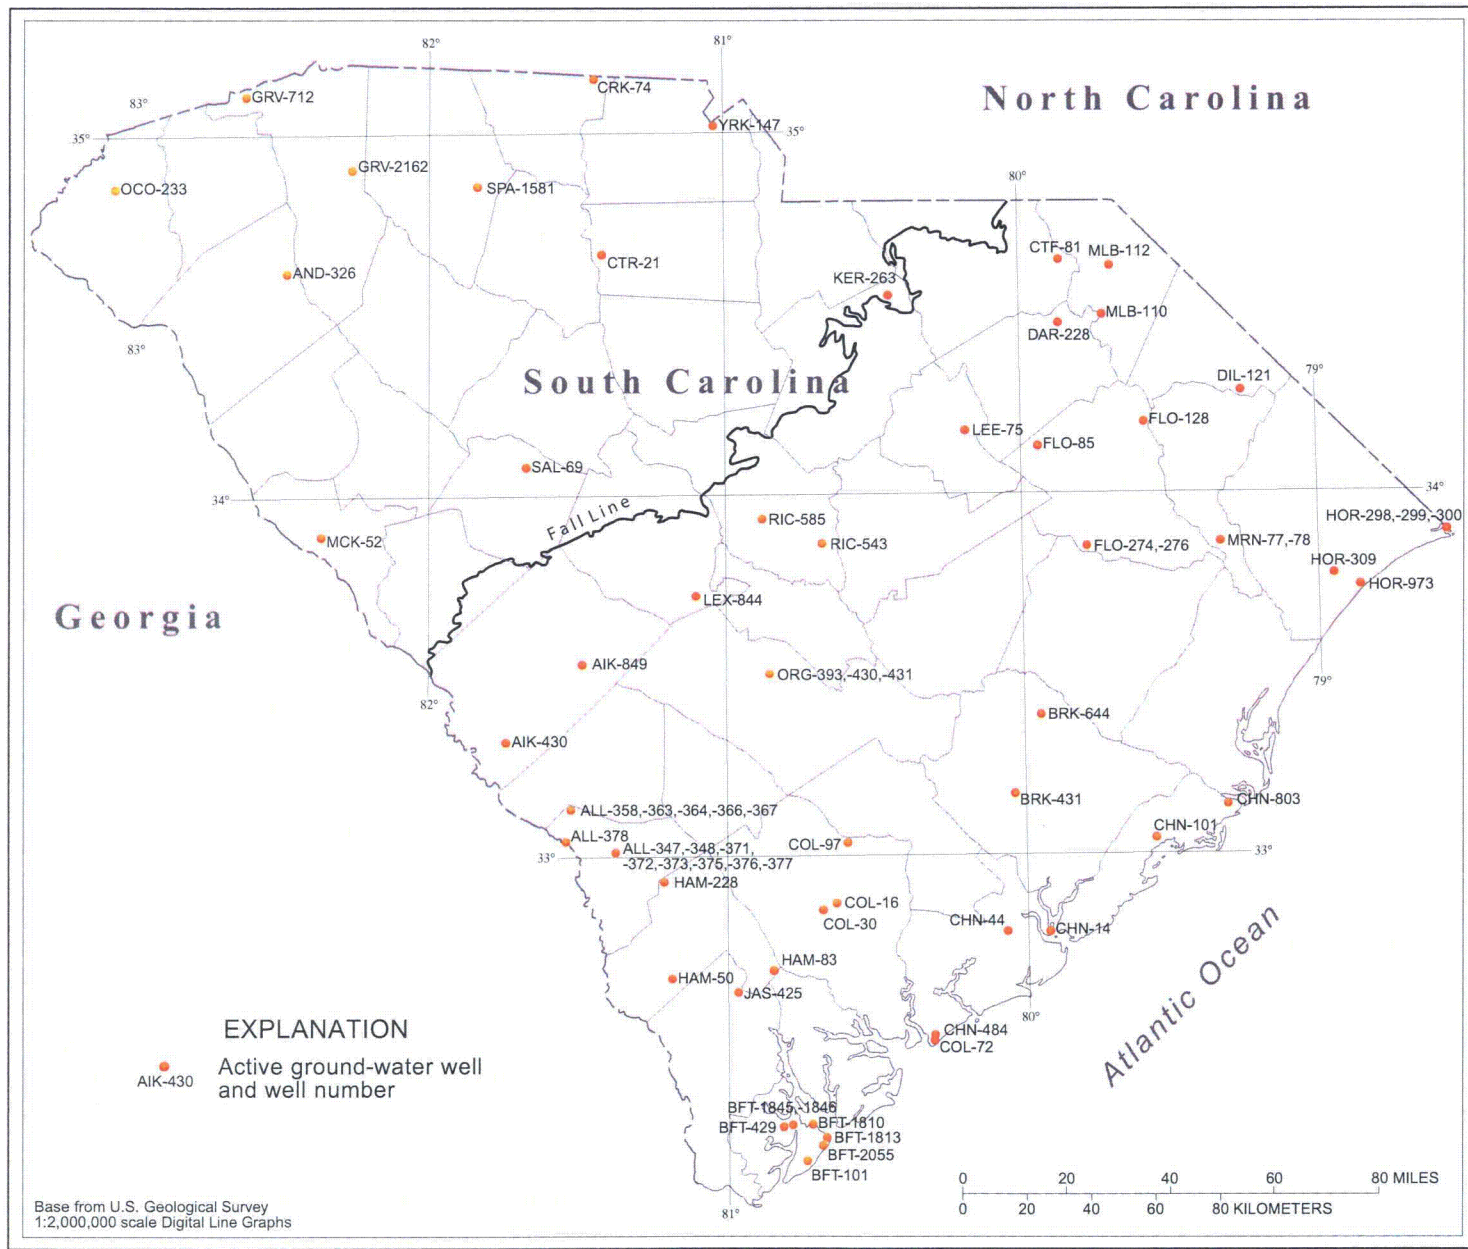 82°
81°
North Carolina
83°
GRV-712
CRK-74
35°
YRK-147
35°
GRV-2162
80°
OCO-233
SPA-1581
CTF-81
MLB-112
CTR-21
AND-326
KER-263
MLB-110
DAR-228
83°
South Carolina
79°
DIL-121
FLO-128
LEE-75
FLO-85
SAL-69
34°
34°
Fall Line
RIC-585
HOR-298,-299,-300
MCK-52
RIC-543
FLO-274,-276
MRN-77,-78
HOR-309
HOR-973
LEX-844
Georgia
AIK-849
ORG-393,-430,-431
79°
82°
BRK-644
AIK-430
BRK-431
CHN-803
ALL-358,-363,-364,-366,-367
CHN-101
ALL-378
COL-97
ALL-347,-348,-371,
-372,-373,-375,-376,-377
33°
33°
HAM-228
COL-16
COL-30
CHN-44
CHN-14
HAM-83
HAM-50
JAS-425
Atlantic Ocean
80°
CHN-484
COL-72
EXPLANATION
AIK-430
Active ground-water well
and well number
BFT-1845,-1846
BFT-429
BFT-1810
BFT-1813
BFT-2055
BFT-101
0 20 40 60 80 MILES
0 20 40 60 80 KILOMETERS
81°
Base from U.S. Geological Survey
1:2,000,000 scale Digital Line Graphs